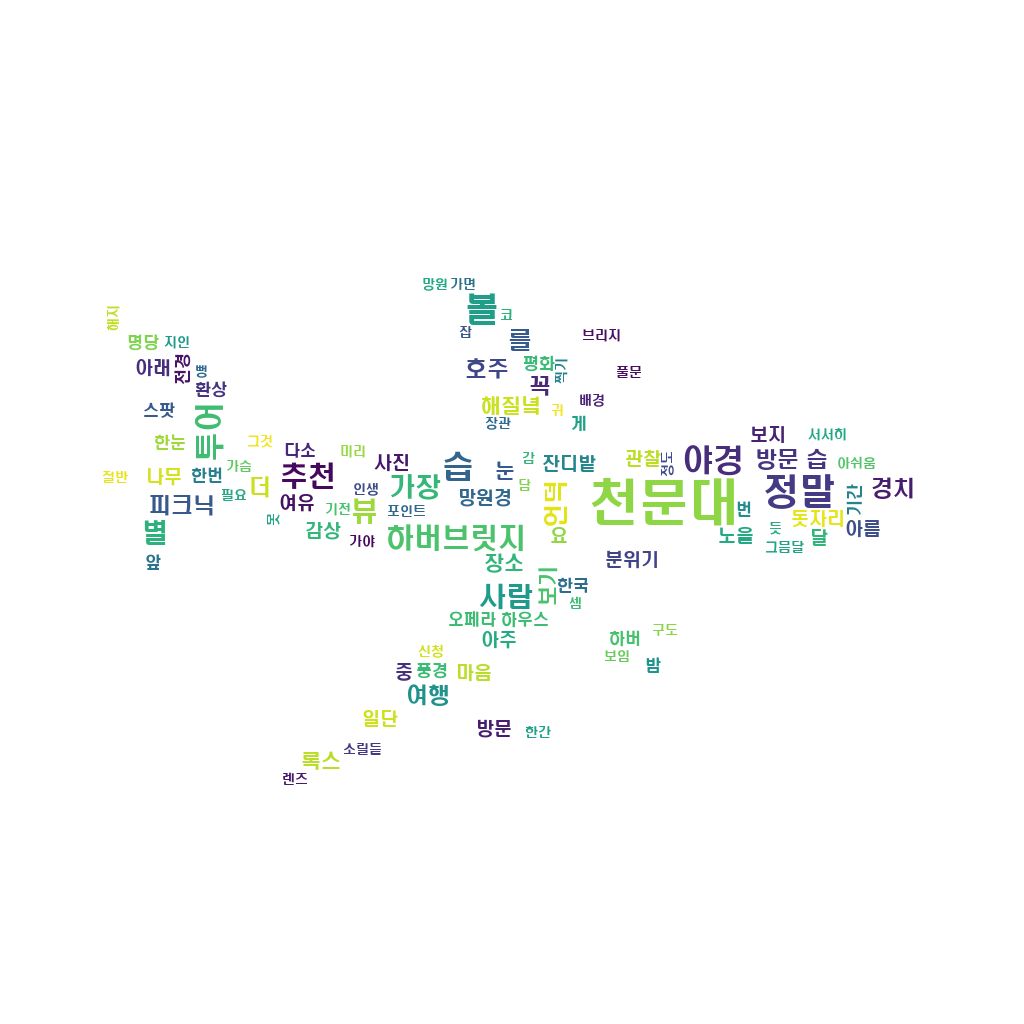 망원 가면
볼 코
해지
잡 를 브리지
명당 지인
아래 전경 뻥 호주 평화 찍기 풀문
환상 꼭
스팟 해질녘 귀 배경
투어 장관 게
한눈 그것 다소 미리 보지 서서히
절반 나무 한번 가슴 추천 사진 습 눈 감 잔디밭 관찰 정도 야경 방문 습 아쉬움
필요 더 여유 인생 가장 망원경 담 언덕 천문대 정말 경치
피크닉 기전 뷰 포인트 번 기간
별 못 감상 가야 하버브릿지 요 노을 듯 돗자리 달 아름
앞 장소 분위기 그믐달
사람 보기 한국
셈
오페라 하우스
아주 하버 구도
신청 보임 밤
중 풍경 마음
여행
일단 방문 한간
록스 소릴듣
렌즈